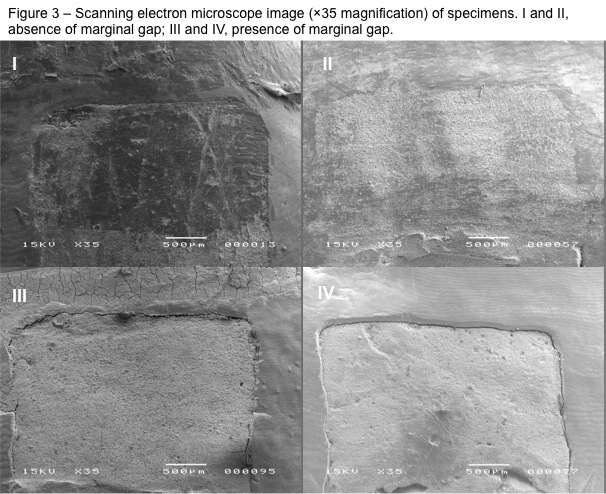 Figure 3 – Scanning electron microscope image (×35 magnification) of specimens. I and II,
absence of marginal gap; III and IV, presence of marginal gap.
I
II
15KV X35 500µm 000013
15KV X35 500µm 000057
III
IV
15KV X35 500µm 000095
15KV X35 500µm 000077